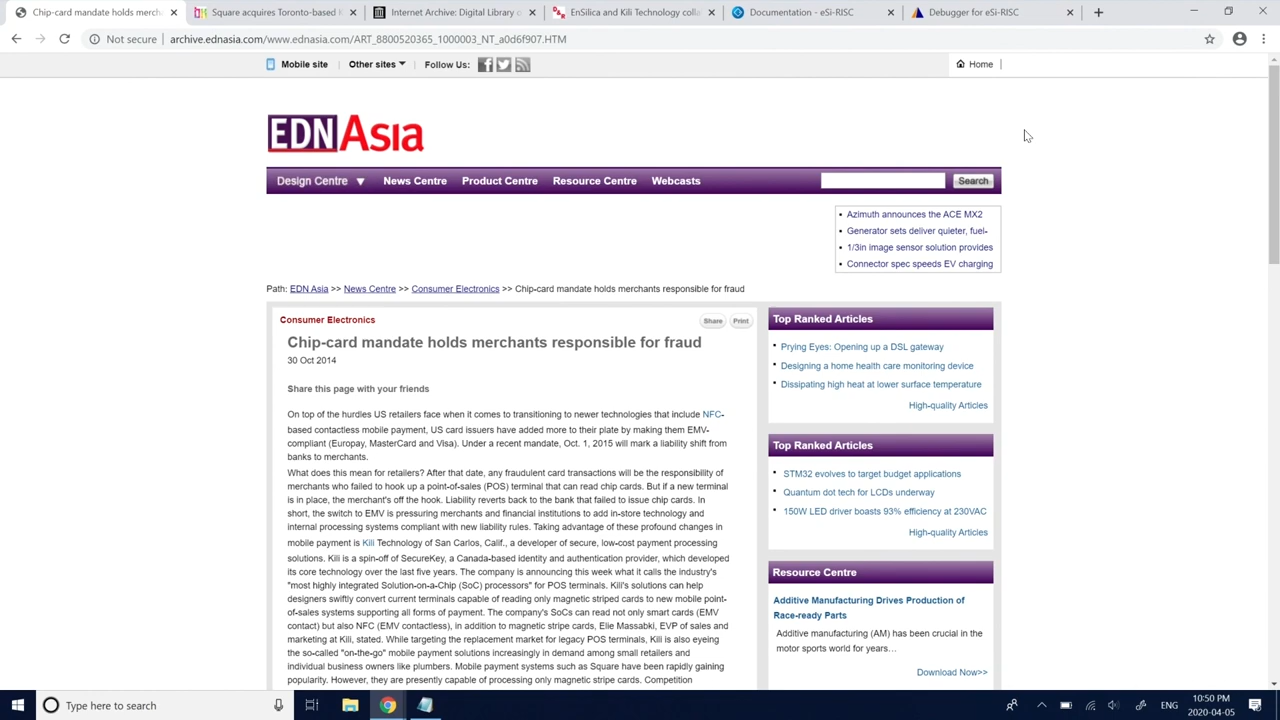 Chip-card mandate holds merch
Square acquires Toronto-based K
Internet Archive: Digital Library o
EnSilica and Kili Technology colla
Documentation - eSi-RISC
Debugger for eSi-RISC
Not secure
archive.ednasia.com/www.ednasia.com/ART_8800520365_1000003_NT_a0d6f907.HTM
Mobile site
Other sites
Follow Us:
Home
EDNAsia
Design Centre
News Centre
Product Centre
Resource Centre
Webcasts
Search
Azimuth announces the ACE MX2
Generator sets deliver quieter, fuel-
1/3in image sensor solution provides
Connector spec speeds EV charging
Path: EDN Asia >> News Centre >> Consumer Electronics >> Chip-card mandate holds merchants responsible for fraud
Consumer Electronics
Share
Print
Chip-card mandate holds merchants responsible for fraud
30 Oct 2014
Share this page with your friends
On top of the hurdles US retailers face when it comes to transitioning to newer technologies that include NFC-
based contactless mobile payment, US card issuers have added more to their plate by making them EMV-
compliant (Europay, MasterCard and Visa). Under a recent mandate, Oct. 1, 2015 will mark a liability shift from
banks to merchants.
What does this mean for retailers? After that date, any fraudulent card transactions will be the responsibility of
merchants who failed to hook up a point-of-sales (POS) terminal that can read chip cards. But if a new terminal
is in place, the merchant's off the hook. Liability reverts back to the bank that failed to issue chip cards. In
short, the switch to EMV is pressuring merchants and financial institutions to add in-store technology and
internal processing systems compliant with new liability rules. Taking advantage of these profound changes in
mobile payment is Kili Technology of San Carlos, Calif., a developer of secure, low-cost payment processing
solutions. Kili is a spin-off of SecureKey, a Canada-based identity and authentication provider, which developed
its core technology over the last five years. The company is announcing this week what it calls the industry's
"most highly integrated Solution-on-a-Chip (SoC) processors" for POS terminals. Kili's solutions can help
designers swiftly convert current terminals capable of reading only magnetic striped cards to new mobile point-
of-sales systems supporting all forms of payment. The company's SoCs can read not only smart cards (EMV
contact) but also NFC (EMV contactless), in addition to magnetic stripe cards, Elie Massabki, EVP of sales and
marketing at Kili, stated. While targeting the replacement market for legacy POS terminals, Kili is also eyeing
the so-called "on-the-go" mobile payment solutions increasingly in demand among small retailers and
individual business owners like plumbers. Mobile payment systems such as Square have been rapidly gaining
popularity. However, they are presently capable of processing only magnetic stripe cards. Competition
Top Ranked Articles
Prying Eyes: Opening up a DSL gateway
Designing a home health care monitoring device
Dissipating high heat at lower surface temperature
High-quality Articles
Top Ranked Articles
STM32 evolves to target budget applications
Quantum dot tech for LCDs underway
150W LED driver boasts 93% efficiency at 230VAC
High-quality Articles
Resource Centre
Additive Manufacturing Drives Production of
Race-ready Parts
Additive manufacturing (AM) has been crucial in the
motor sports world for years…
Download Now>>
Type here to search
ENG
10:50 PM
2020-04-05